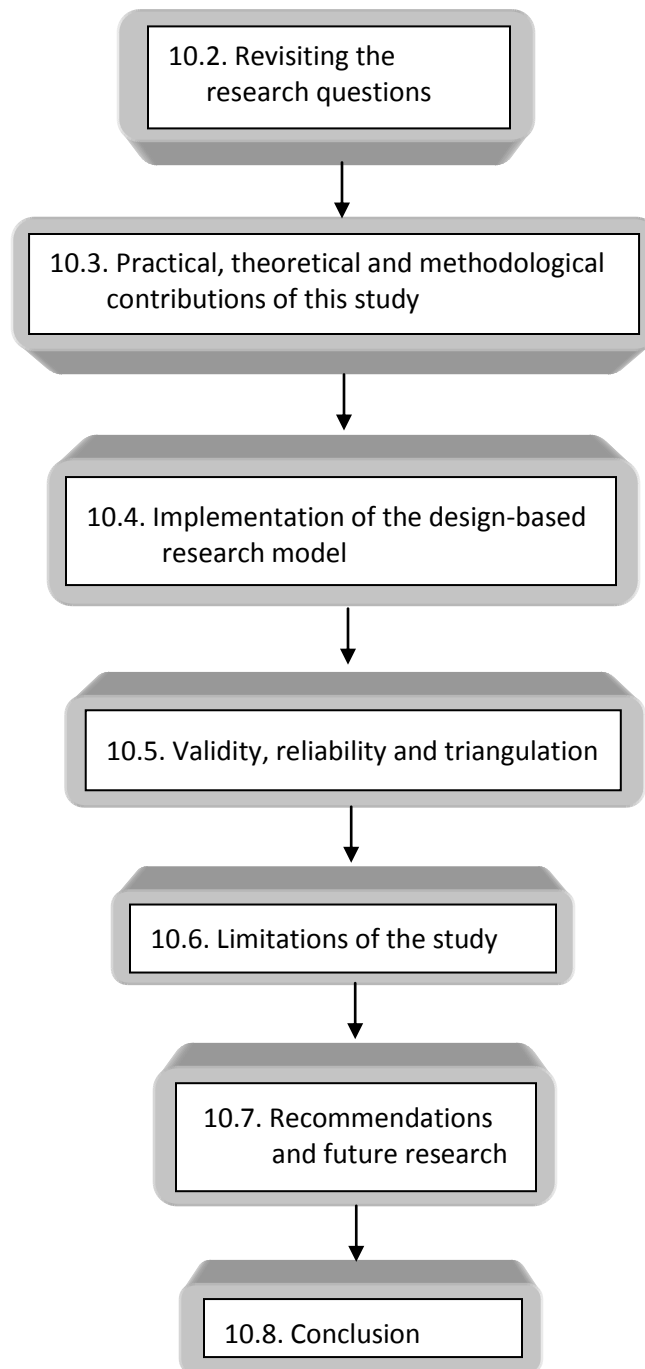 10.2. Revisiting the
research questions
10.3. Practical, theoretical and methodological
contributions of this study
10.4. Implementation of the design-based
research model
10.5. Validity, reliability and triangulation
10.6. Limitations of the study
10.7. Recommendations
and future research
10.8. Conclusion